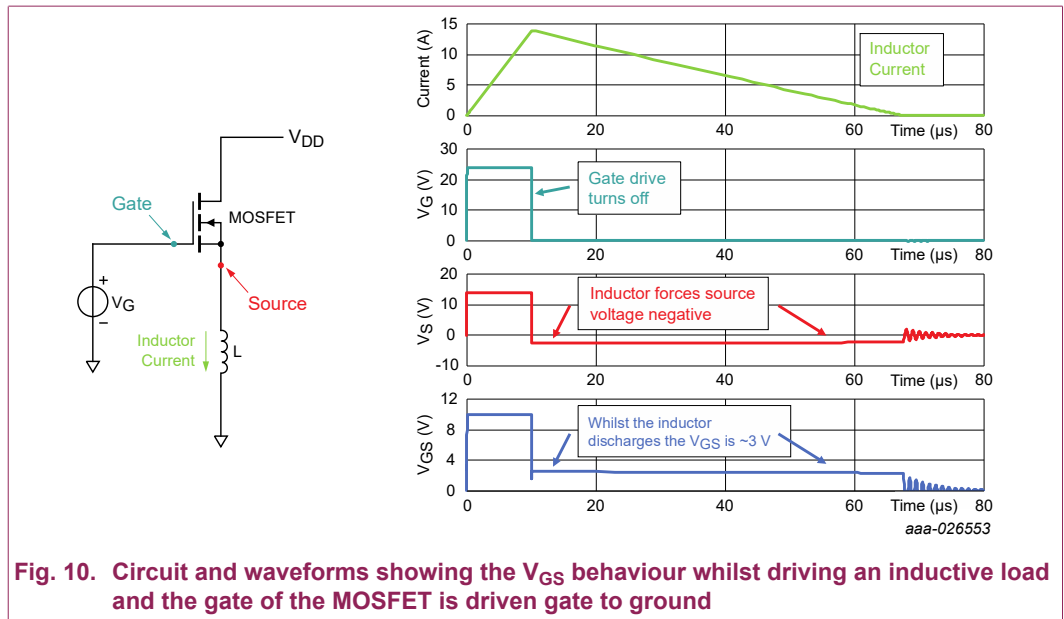 VDD
Gate
MOSFET
+
VG
−
Source
Inductor
Current
L
Current (A)
15
10
5
0
Inductor
Current
0
20
40
60
Time (µs)
80
VG (V)
30
20
10
0
Gate drive
turns off
0
20
40
60
Time (µs)
80
VS (V)
20
10
0
-10
Inductor forces source
voltage negative
0
20
40
60
Time (µs)
80
VGS (V)
12
8
4
0
Whilst the inductor
discharges the VGS is ~3 V
0
20
40
60
Time (µs)
80
aaa-026553
Fig. 10. Circuit and waveforms showing the VGS behaviour whilst driving an inductive load
and the gate of the MOSFET is driven gate to ground